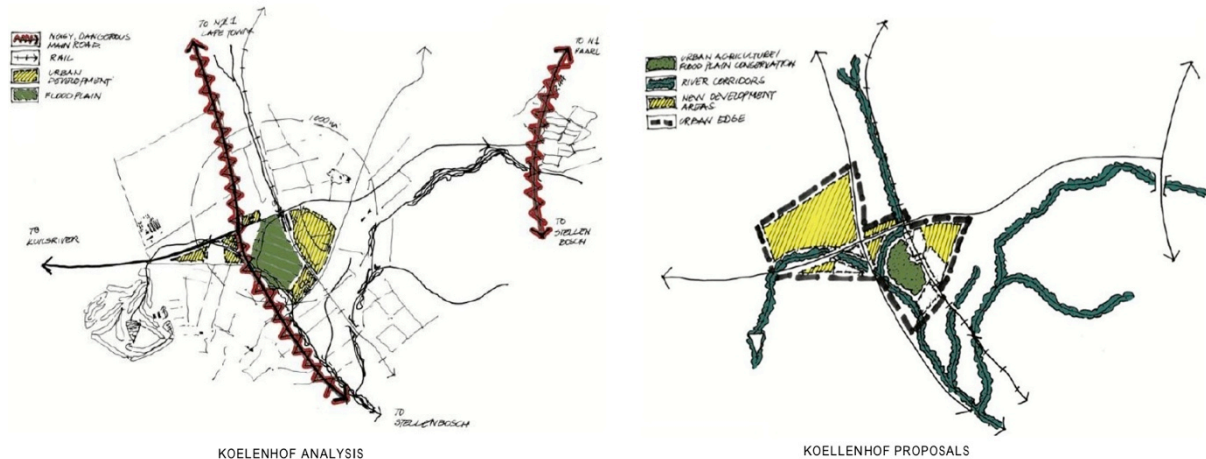 NOISY, DANGEROUS
MAIN ROAD
RAIL
URBAN
DEVELOPMENT
FLOOD PLAIN
TO
CAPE TOWN
TO N1
PAARL
1000 M
TO
KUILSRIVER
TO
STELLEN
BOSCH
TO
STELLENBOSCH
KOELENHOF ANALYSIS
URBAN AGRICULTURE/
FLOOD PLAIN CONSERVATION
RIVER CORRIDORS
NEW DEVELOPMENT
AREAS
URBAN EDGE
KOELLENHOF PROPOSALS